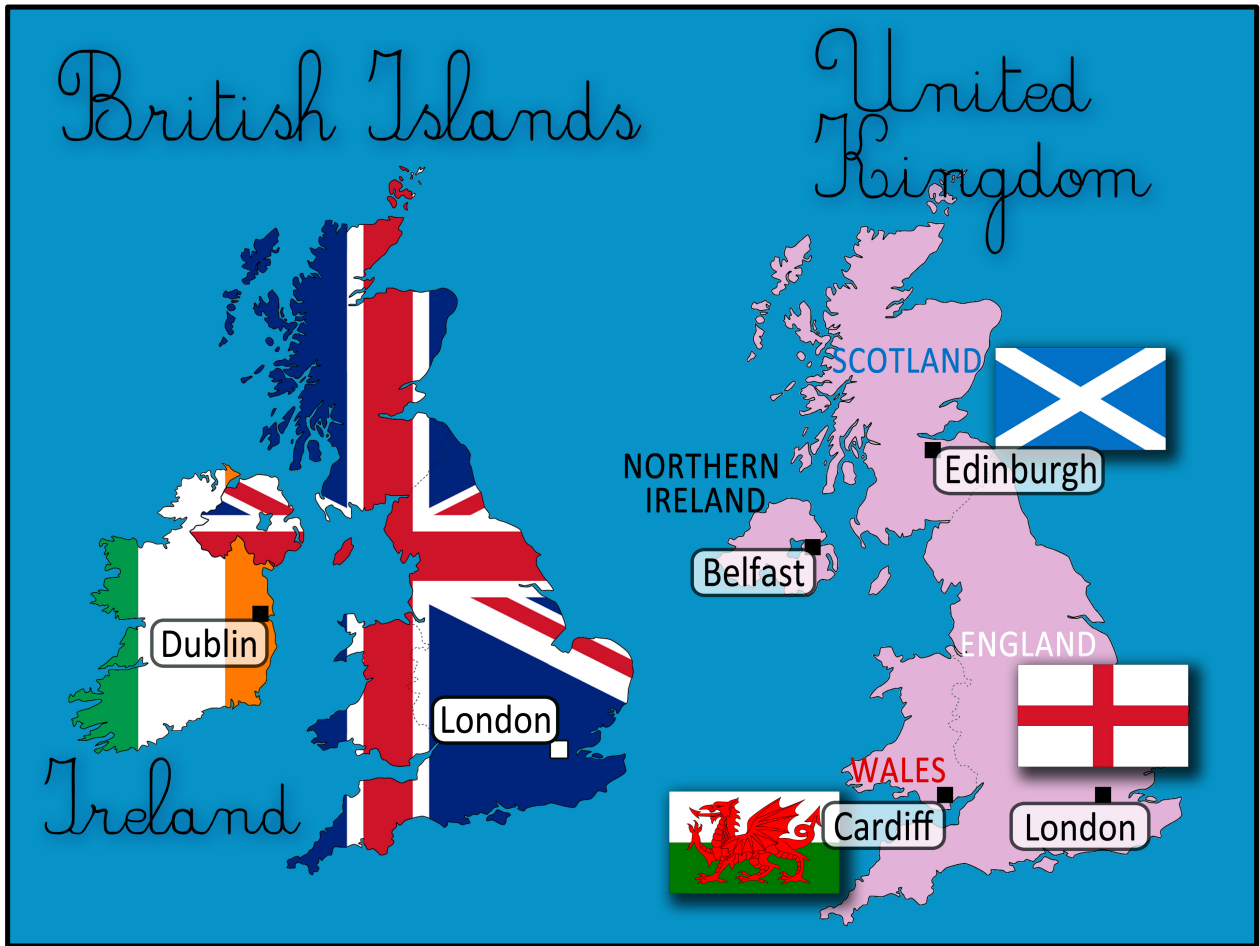 British Islands
United
Kingdom
SCOTLAND
Edinburgh
NORTHERN
IRELAND
Belfast
Dublin
ENGLAND
London
Ireland
WALES
Cardiff
London